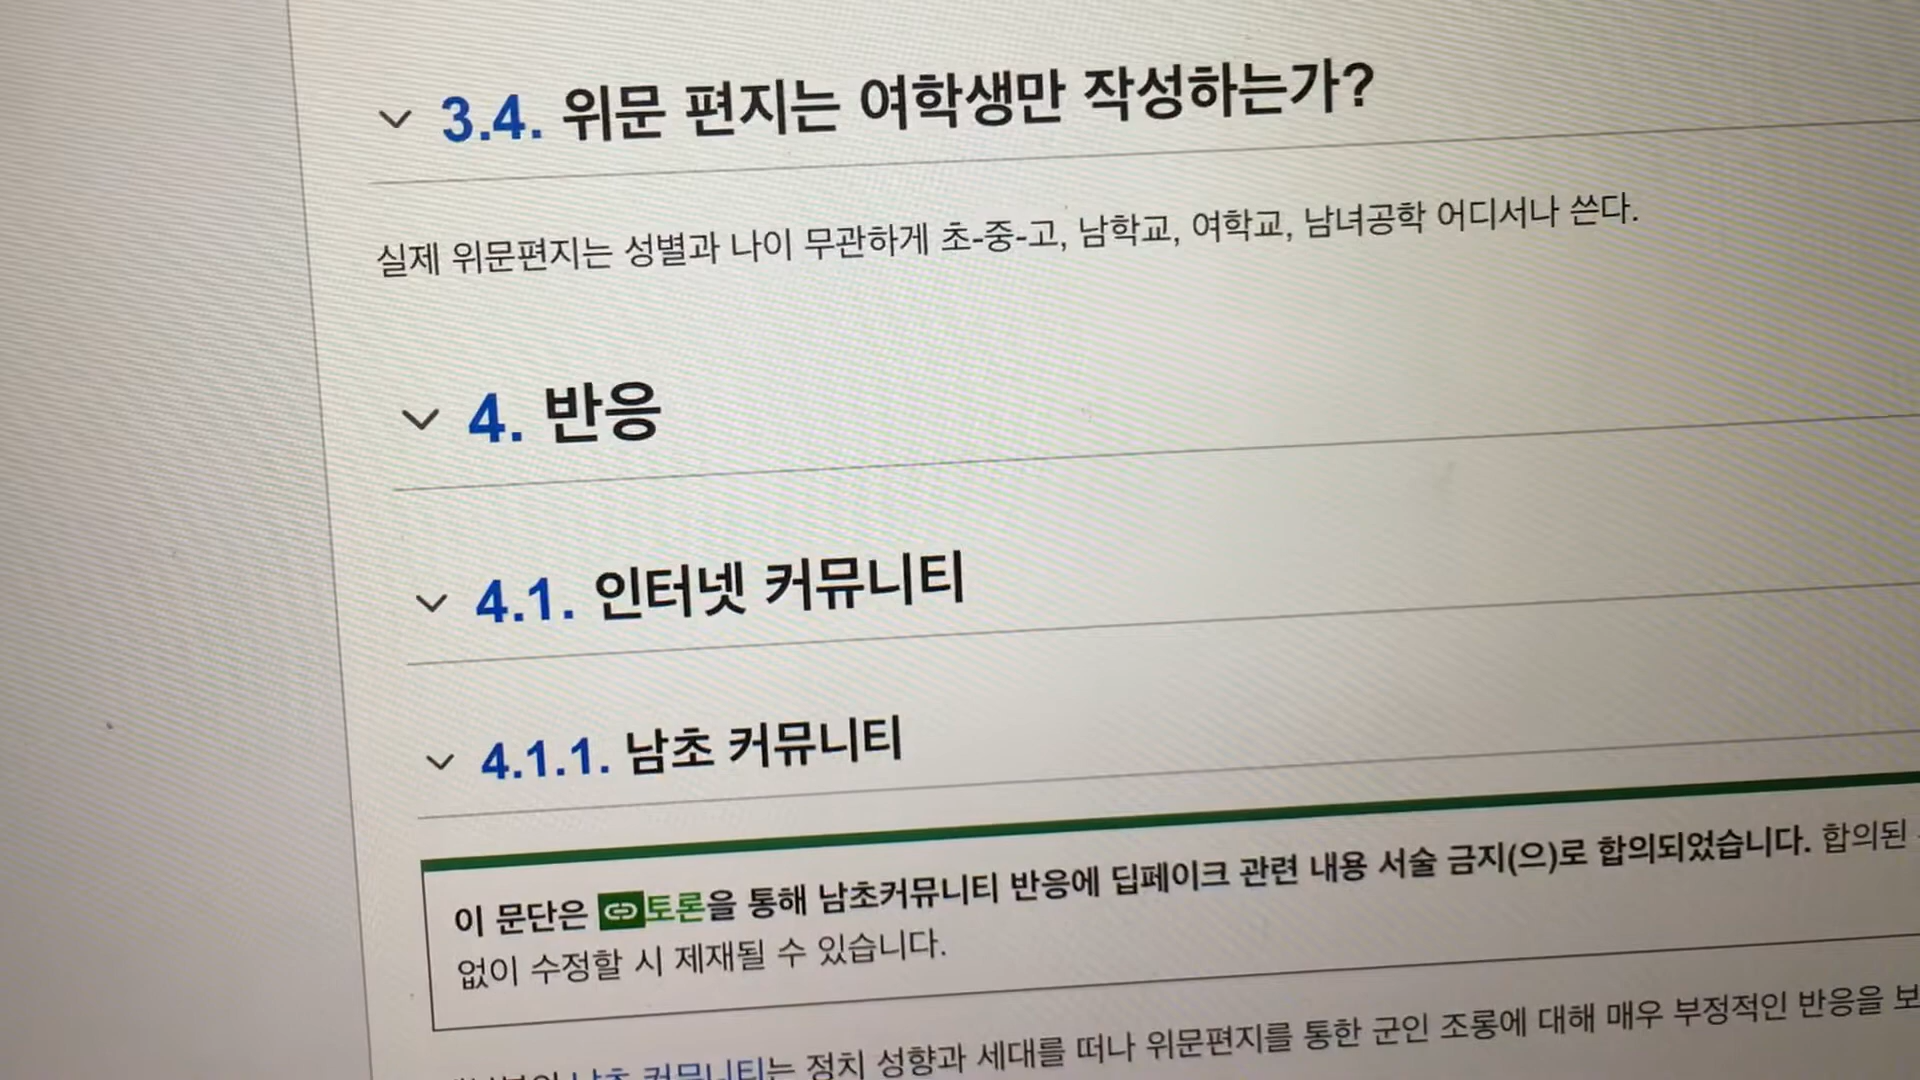 3.4. 위문 편지는 여학생만 작성하는가?
실제 위문편지는 성별과 나이 무관하게 초-중-고, 남학교, 여학교, 남녀공학 어디서나 쓴다.
4. 반응
4.1. 인터넷 커뮤니티
4.1.1. 남초 커뮤니티
이 문단은 토론을 통해 남초커뮤니티 반응에 딥페이크 관련 내용 서술 금지(으)로 합의되었습니다. 합의된
없이 수정할 시 제재될 수 있습니다.
남초 커뮤니티는 정치 성향과 세대를 떠나 위문편지를 통한 군인 조롱에 대해 매우 부정적인 반응을 보